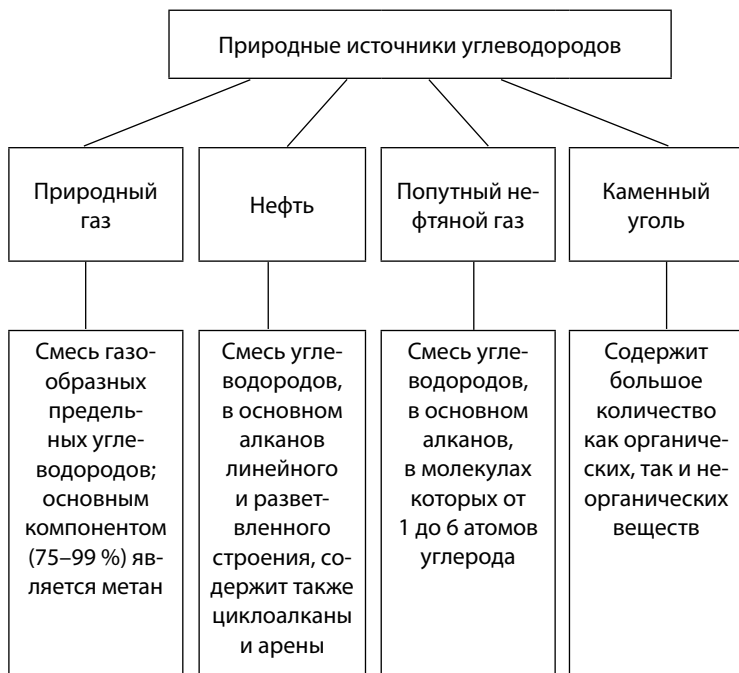 Природные источники углеводородов
Природный
газ
Нефть
Попутный не-
фтяной газ
Каменный
уголь
Смесь газо-
образных
предель-
ных угле-
водородов;
основным
компонентом
(75–99 %) яв-
ляется метан
Смесь угле-
водородов,
в основном
алканов
линейного
и развет-
вленного
строения, со-
держит также
циклоалканы
и арены
Смесь угле-
водородов,
в основном
алканов,
в молекулах
которых от
1 до 6 атомов
углерода
Содержит
большое
количество
как органиче-
ских, так и не-
органических
веществ